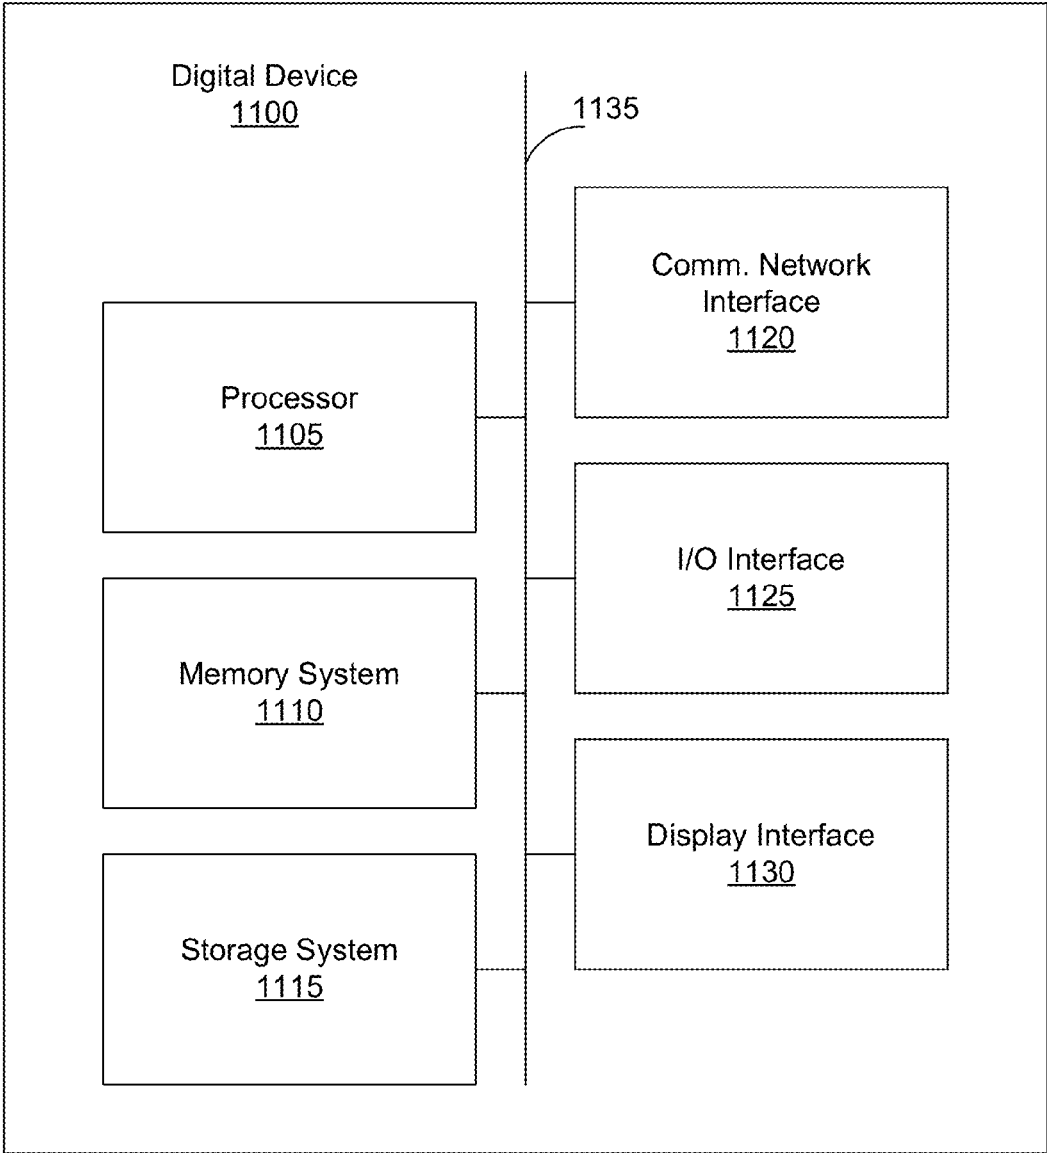 Digital Device
1100
1135
Comm. Network
Interface
1120
Processor
1105
I/O Interface
1125
Memory System
1110
Display Interface
1130
Storage System
1115